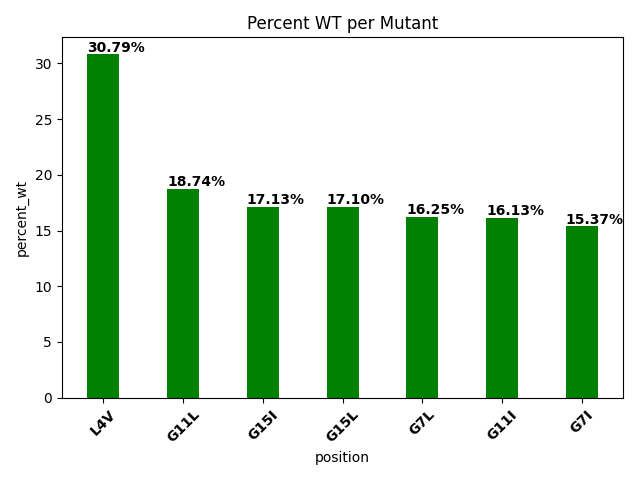 Percent WT per Mutant
30.79%
18.74%
17.13%
17.10%
16.25%
16.13%
15.37%
percent_wt
30
25
20
15
10
5
0
L4V
G11L
G15I
G15L
G7L
G11I
G7I
position